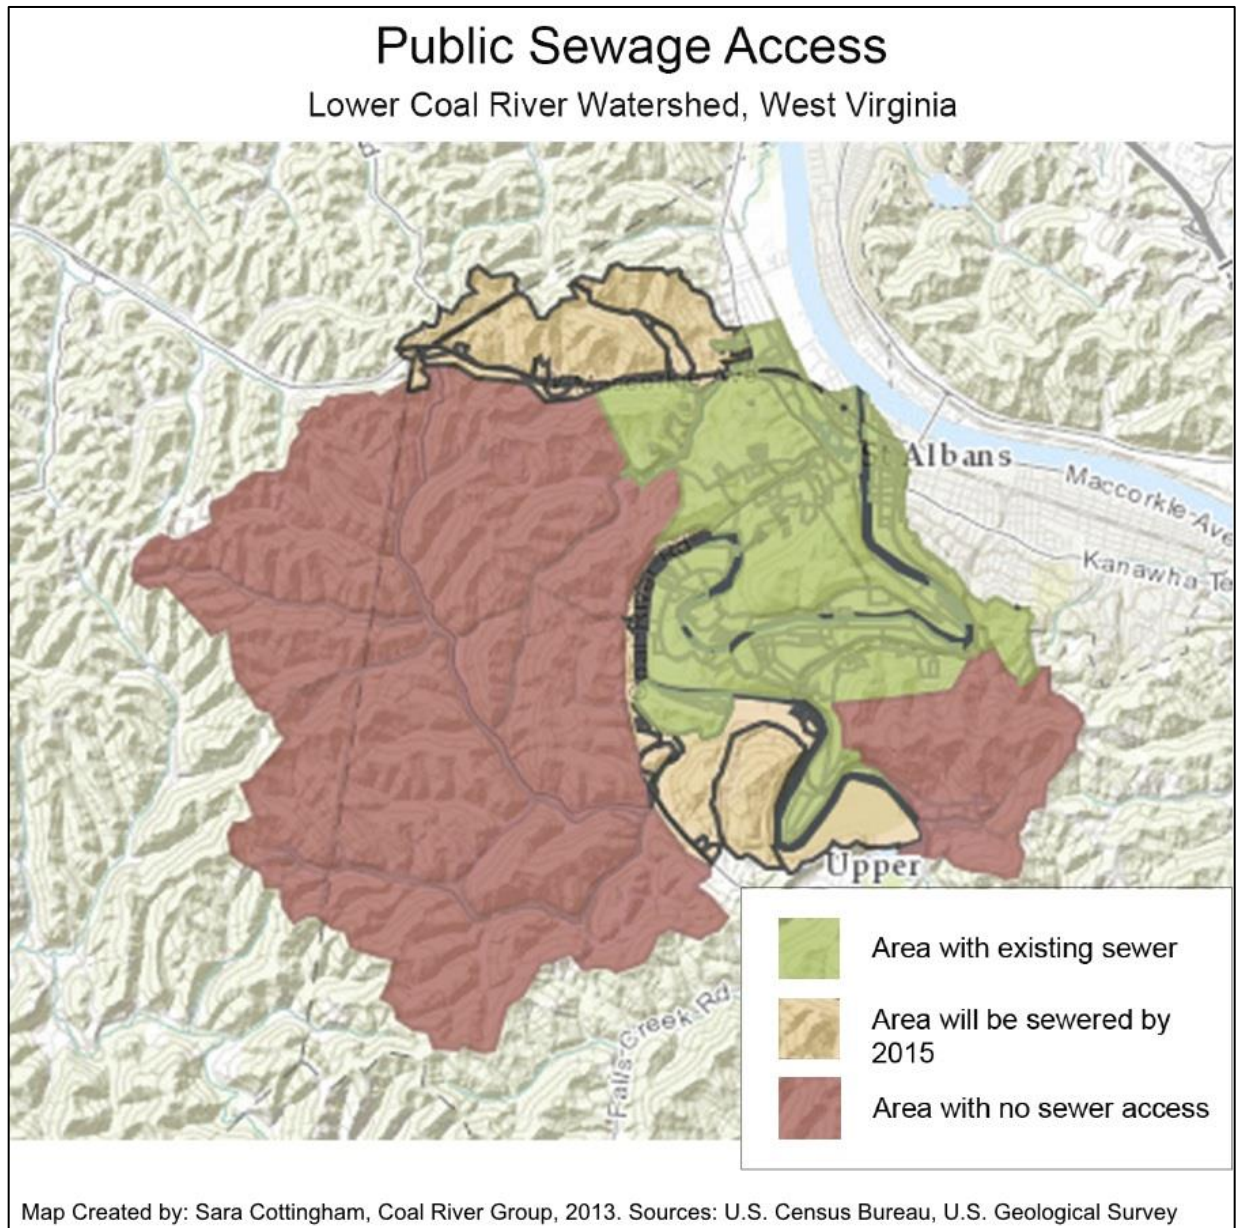 Public Sewage Access
Lower Coal River Watershed, West Virginia
St Albans
Maccorkle-Ave
Kanawha-Te
Upper
Falls-Creek-Rd
Area with existing sewer
Area will be sewered by
2015
Area with no sewer access
Map Created by: Sara Cottingham, Coal River Group, 2013. Sources: U.S. Census Bureau, U.S. Geological Survey